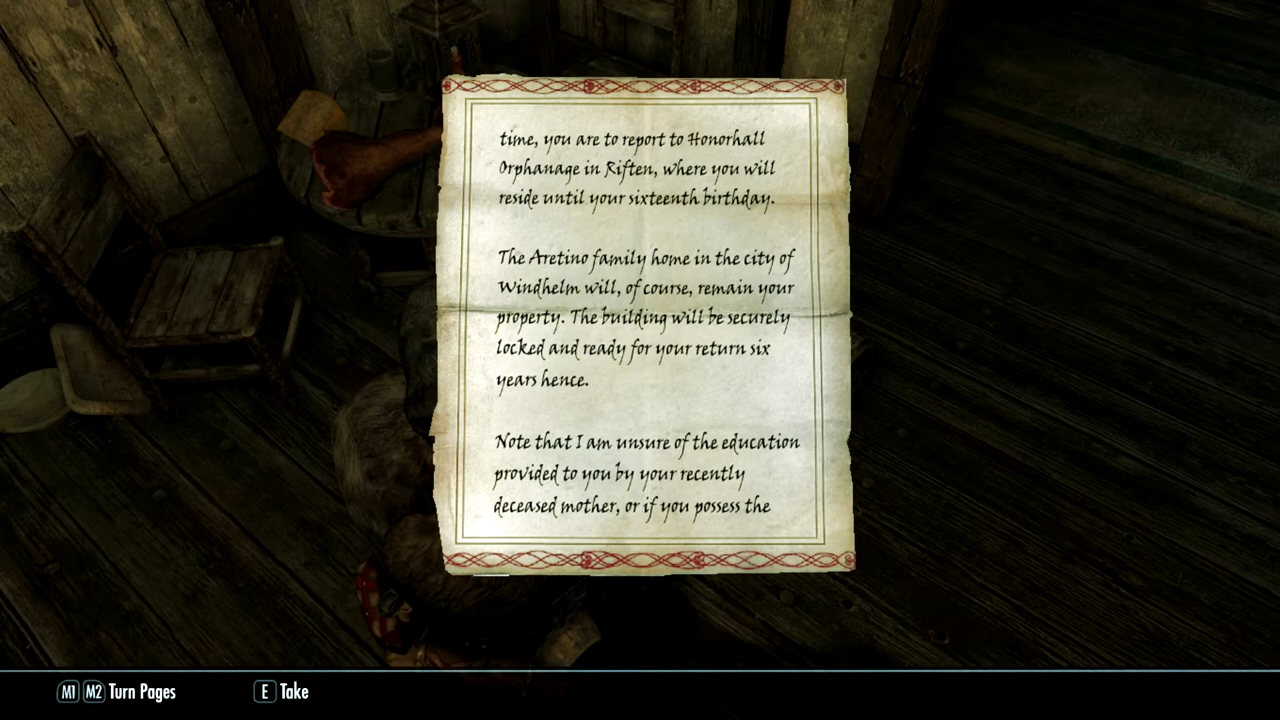 time, you are to report to Honorhall
Orphanage in Riften, where you will
reside until your sixteenth birthday.
The Aretino family home in the city of
Windhelm will, of course, remain your
property. The building will be securely
locked and ready for your return six
years hence.
Note that I am unsure of the education
provided to you by your recently
deceased mother, or if you possess the
M1 M2 Turn Pages E Take